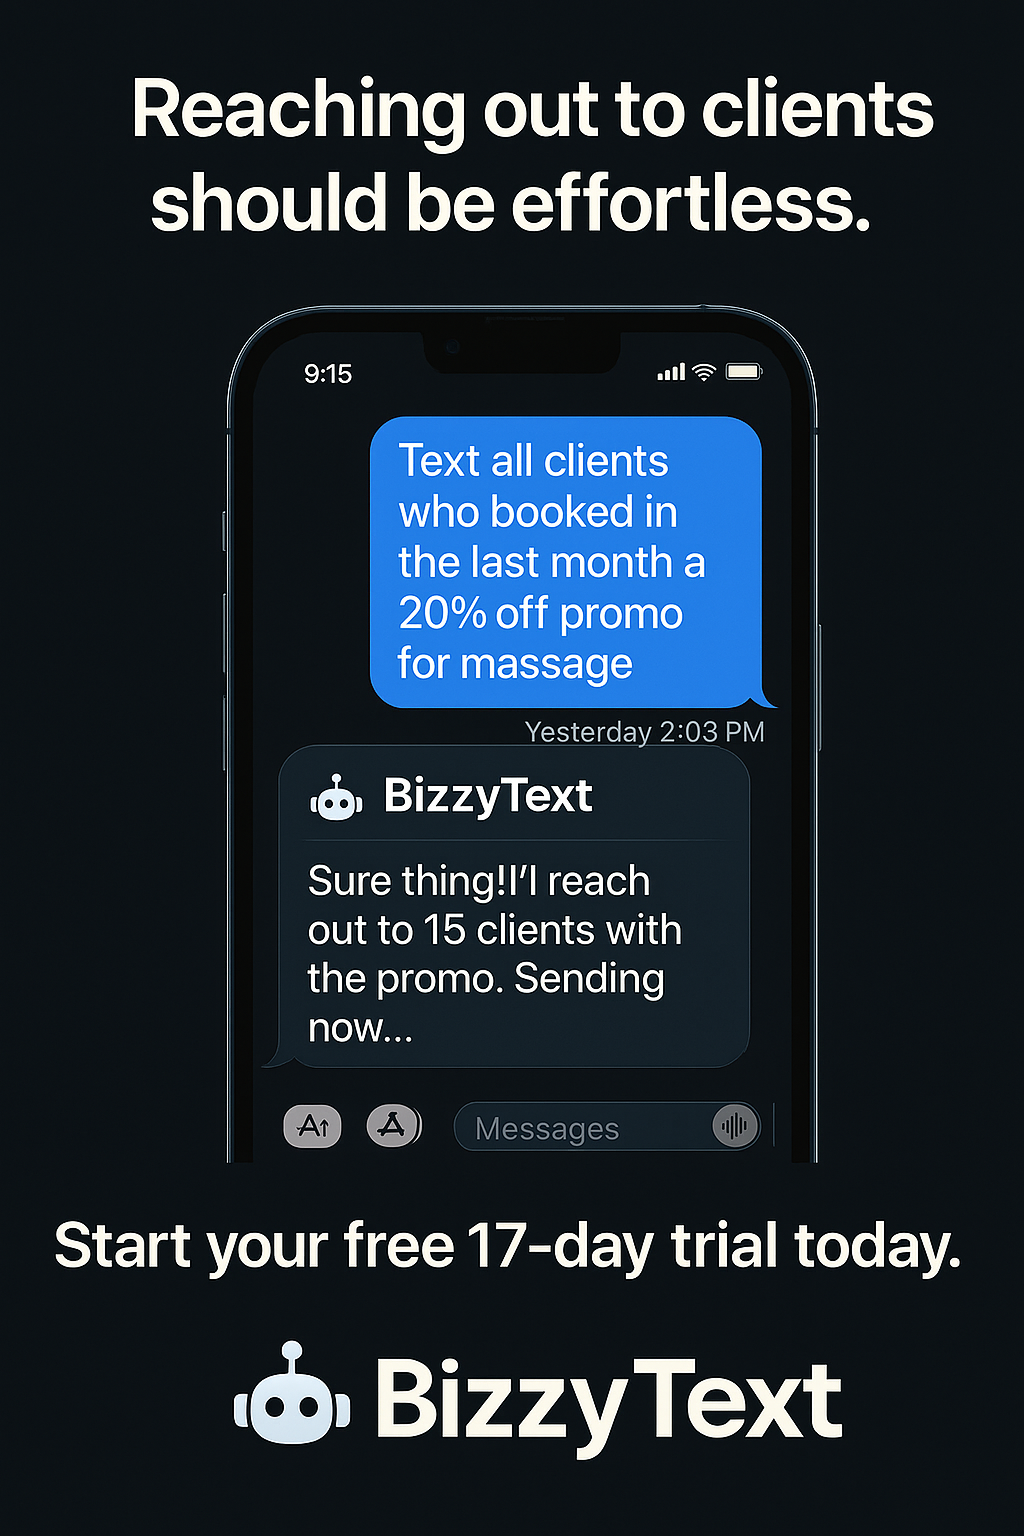 Reaching out to clients
should be effortless.
9:15
Text all clients
who booked in
the last month a
20% off promo
for massage
Yesterday 2:03 PM
BizzyText
Sure thing!I’l reach
out to 15 clients with
the promo. Sending
now...
A↑
Messages
Start your free 17-day trial today.
BizzyText